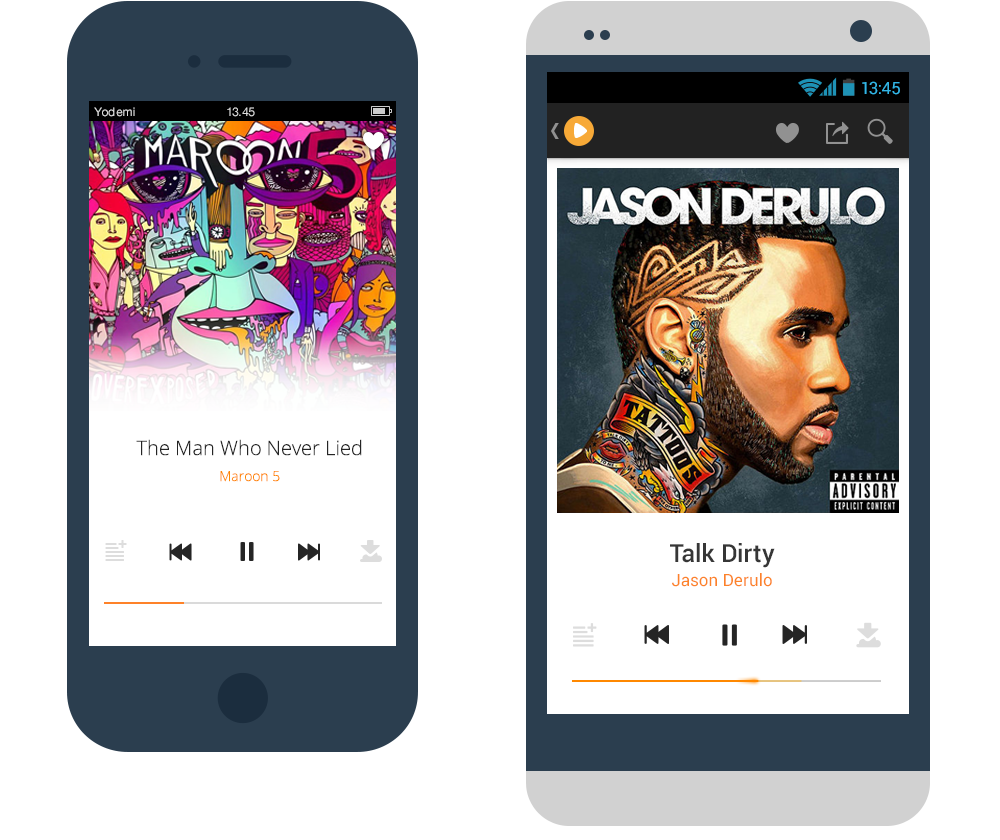 Yodemi 13.45
MAROON 5
OVEREXPOSED
The Man Who Never Lied
Maroon 5
13:45
JASON DERULO
TATTOOS
PARENTAL
ADVISORY
EXPLICIT CONTENT
Talk Dirty
Jason Derulo